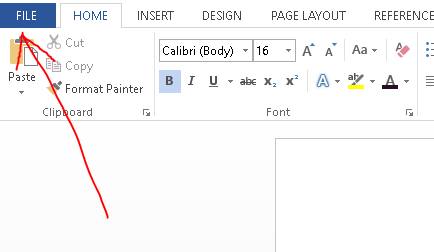 FILE HOME INSERT DESIGN PAGE LAYOUT REFERENCE
Cut
Calibri (Body) 16 A A Aa A
Copy
Paste
Format Painter
B I U abc x₂ x² A ab A
Clipboard
Font